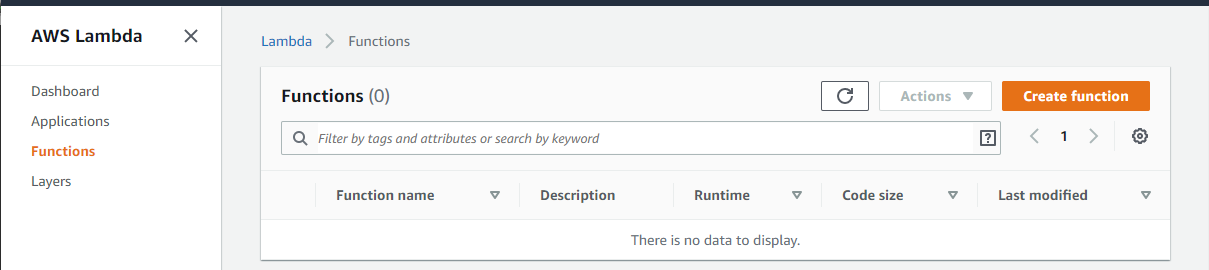 AWS Lambda
Dashboard
Applications
Functions
Layers
Lambda Functions
Functions (0) Actions Create function
Filter by tags and attributes or search by keyword ? 1
Function name Description Runtime Code size Last modified
There is no data to display.